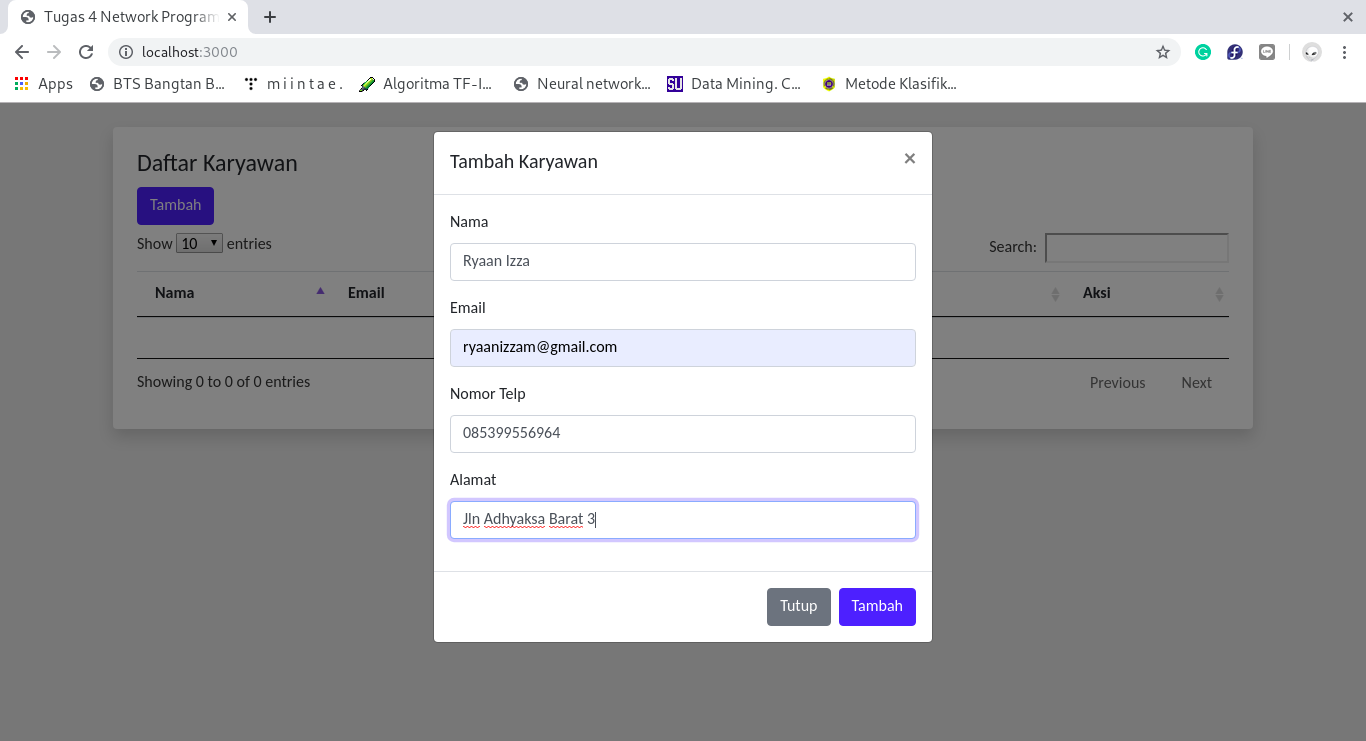 Tugas 4 Network Program
localhost:3000
Apps
BTS Bangtan B...
m i i n t a e .
Algoritma TF-I...
Neural network...
SU
Data Mining. C...
Metode Klasifik...
Daftar Karyawan
Tambah
Show 10 entries
Search:
Nama
Email
Aksi
Showing 0 to 0 of 0 entries
Previous
Next
Tambah Karyawan
×
Nama
Ryaan Izza
Email
ryaanizzam@gmail.com
Nomor Telp
085399556964
Alamat
Jln Adhyaksa Barat 3
Tutup
Tambah